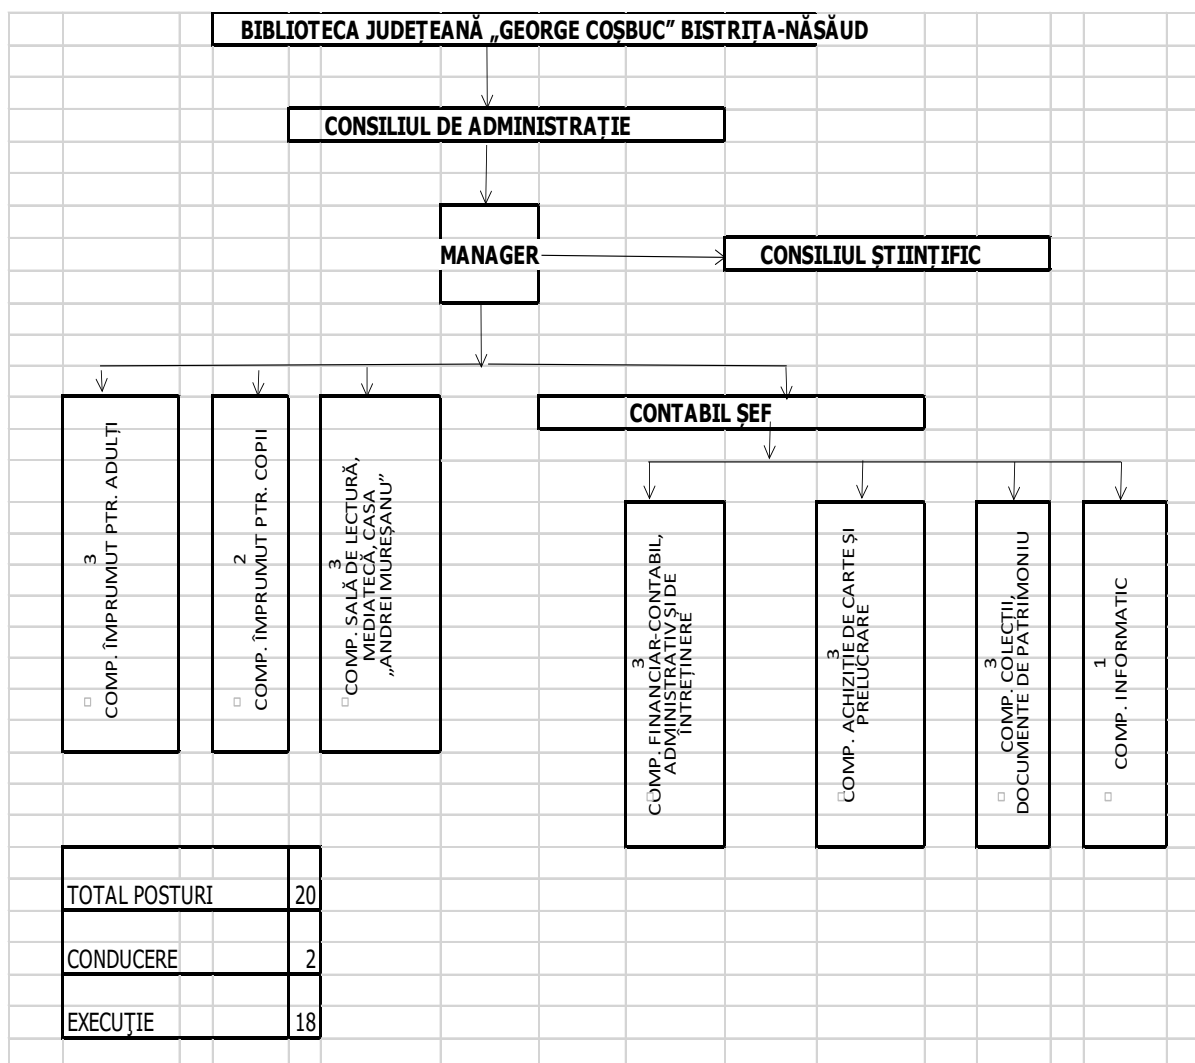 BIBLIOTECA JUDEȚEANĂ „GEORGE COȘBUC” BISTRIȚA-NĂSĂUD
CONSILIUL DE ADMINISTRAȚIE
MANAGER
CONSILIUL ȘTIINȚIFIC
CONTABIL ȘEF
3
COMP. ÎMPRUMUT PTR. ADULȚI
2
COMP. ÎMPRUMUT PTR. COPII
3
COMP. SALĂ DE LECTURĂ,
MEDIATECĂ, CASA
„ANDREI MUREȘANU”
3
COMP. FINANCIAR-CONTABIL,
ADMINISTRATIV ȘI DE
ÎNTREȚINERE
3
COMP. ACHIZIȚIE DE CARTE ȘI
PRELUCRARE
3
COMP. COLECȚII,
DOCUMENTE DE PATRIMONIU
1
COMP. INFORMATIC
TOTAL POSTURI 20
CONDUCERE 2
EXECUŢIE 18